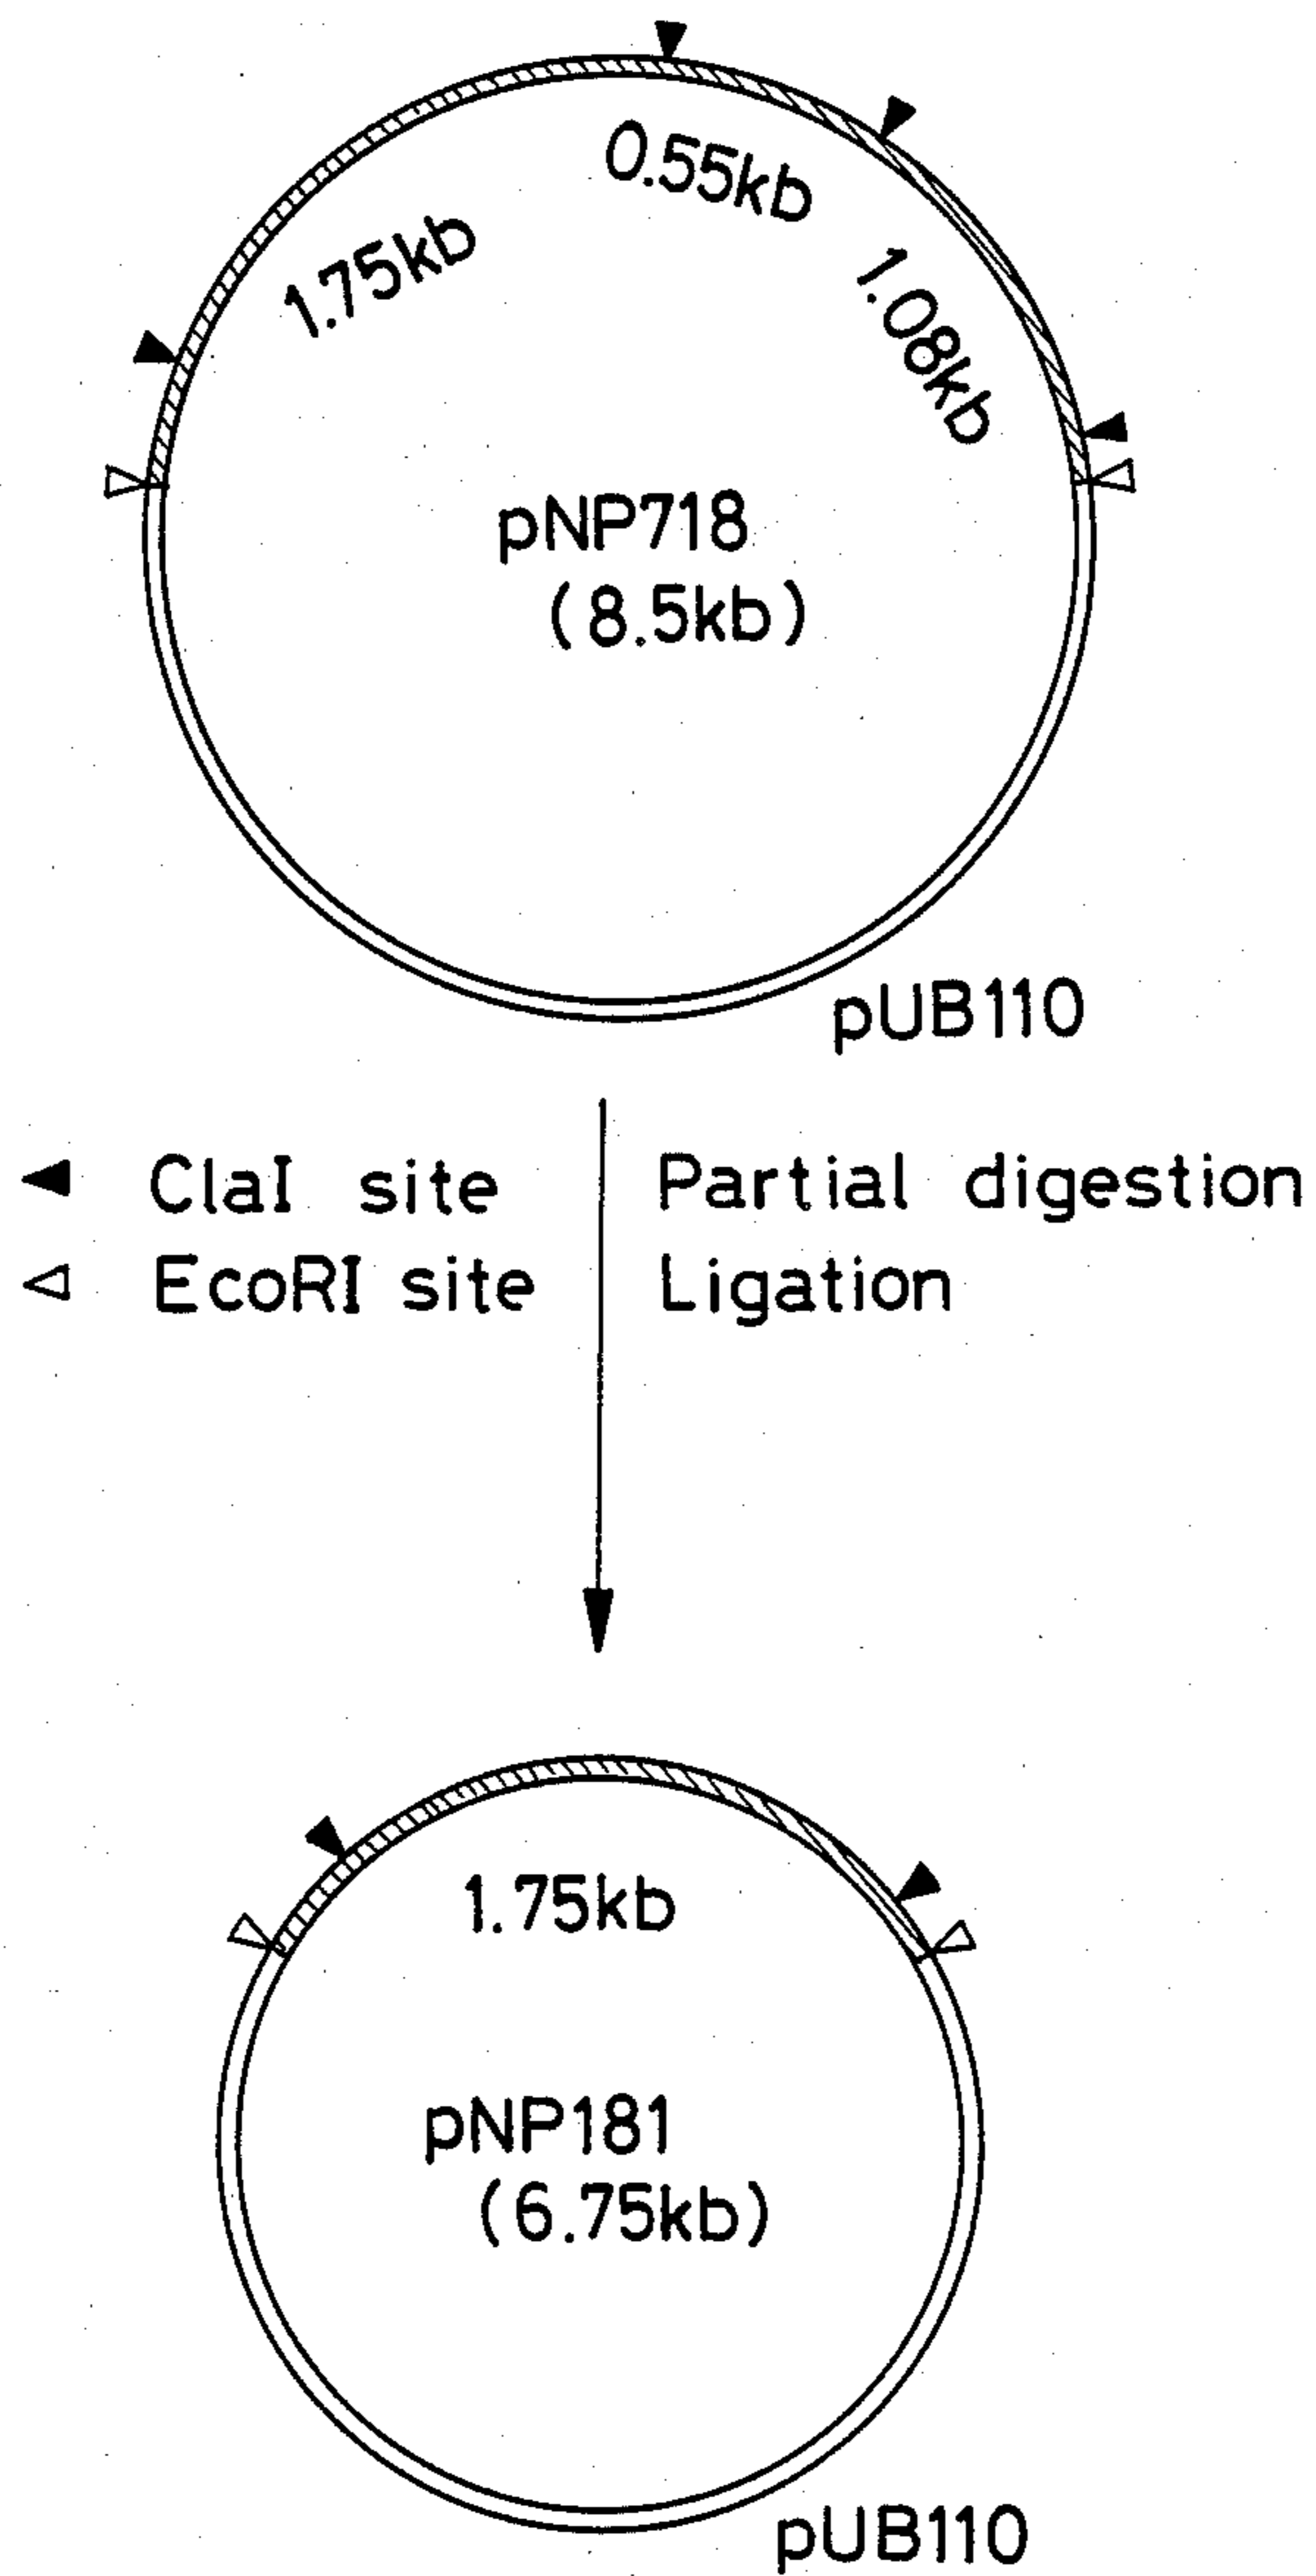 0.55kb
1.75kb
1.08kb
pNP718
(8.5kb)
pUB110
ClaI site
EcoRI site
Partial digestion
Ligation
1.75kb
pNP181
(6.75kb)
pUB110